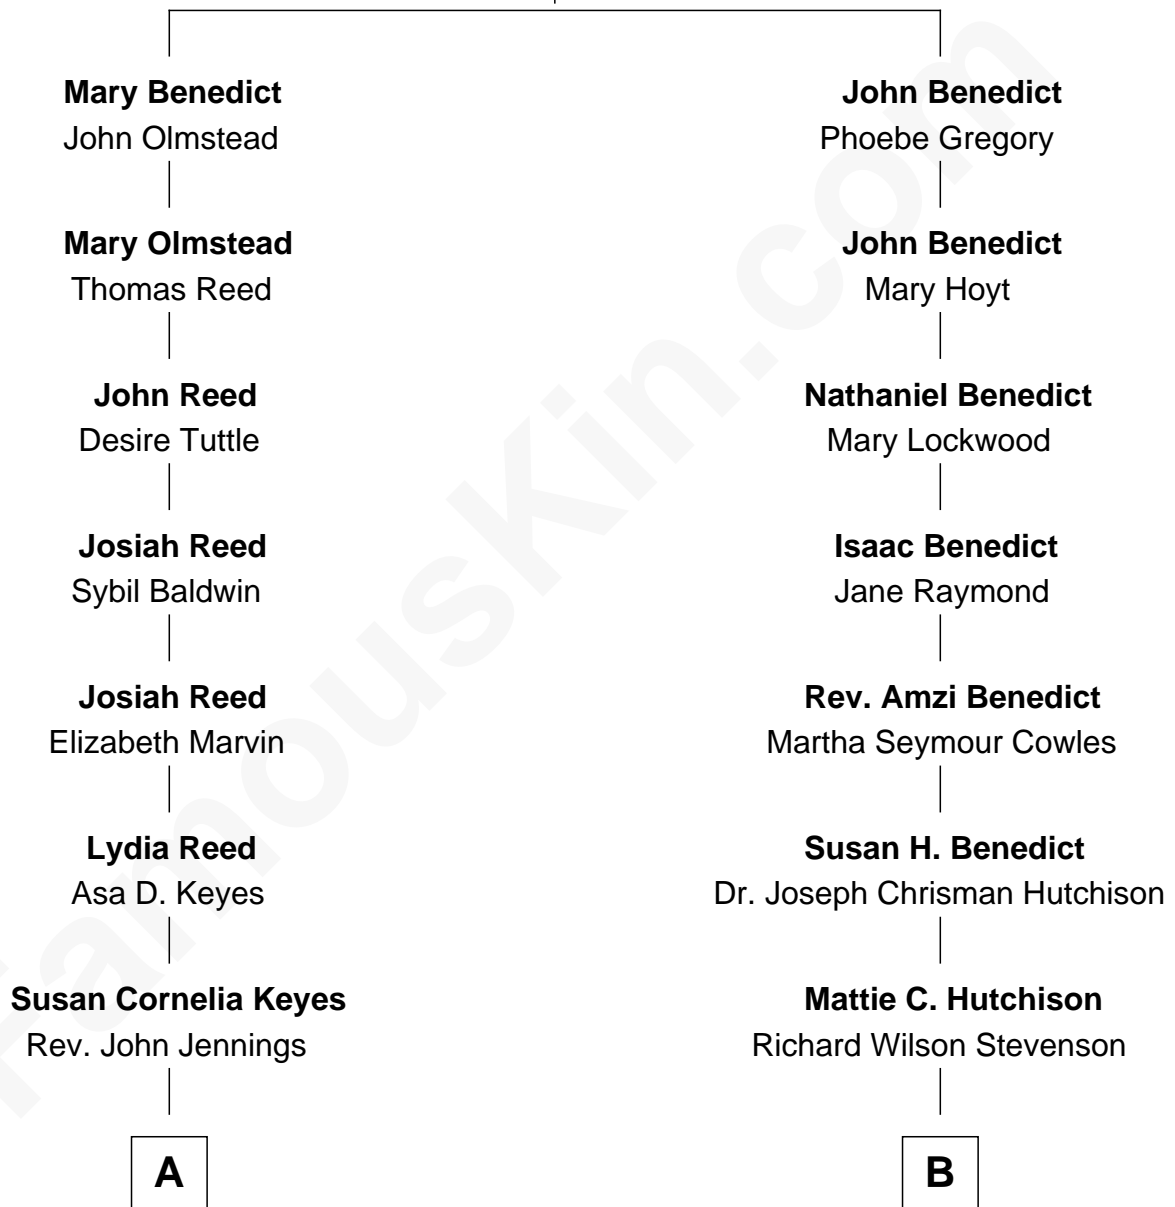 Mary Benedict
John Olmstead
Mary Olmstead
Thomas Reed
John Reed
Desire Tuttle
Josiah Reed
Sybil Baldwin
Josiah Reed
Elizabeth Marvin
Lydia Reed
Asa D. Keyes
Susan Cornelia Keyes
Rev. John Jennings
A
John Benedict
Phoebe Gregory
John Benedict
Mary Hoyt
Nathaniel Benedict
Mary Lockwood
Isaac Benedict
Jane Raymond
Rev. Amzi Benedict
Martha Seymour Cowles
Susan H. Benedict
Dr. Joseph Chrisman Hutchison
Mattie C. Hutchison
Richard Wilson Stevenson
B
FamousKin.com